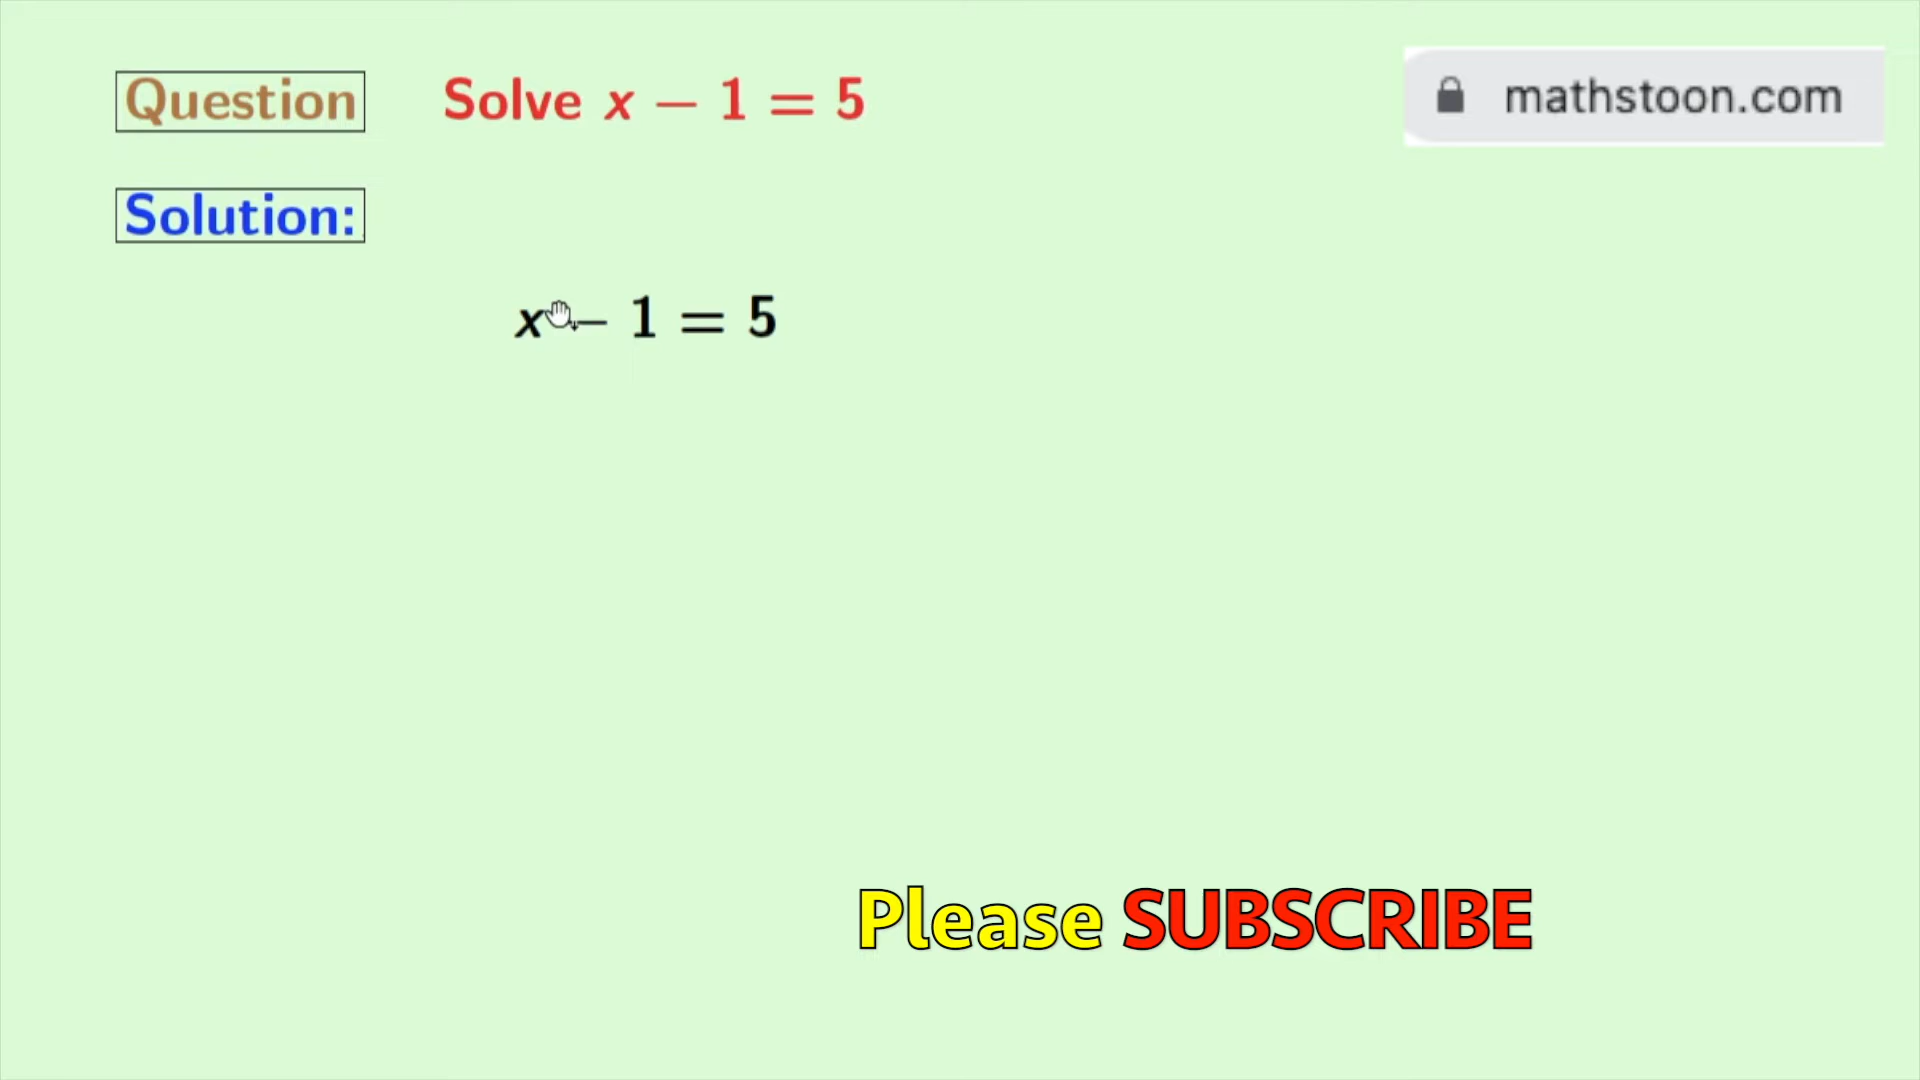 Question Solve x − 1 = 5
mathstoon.com
Solution:
x − 1 = 5
Please SUBSCRIBE